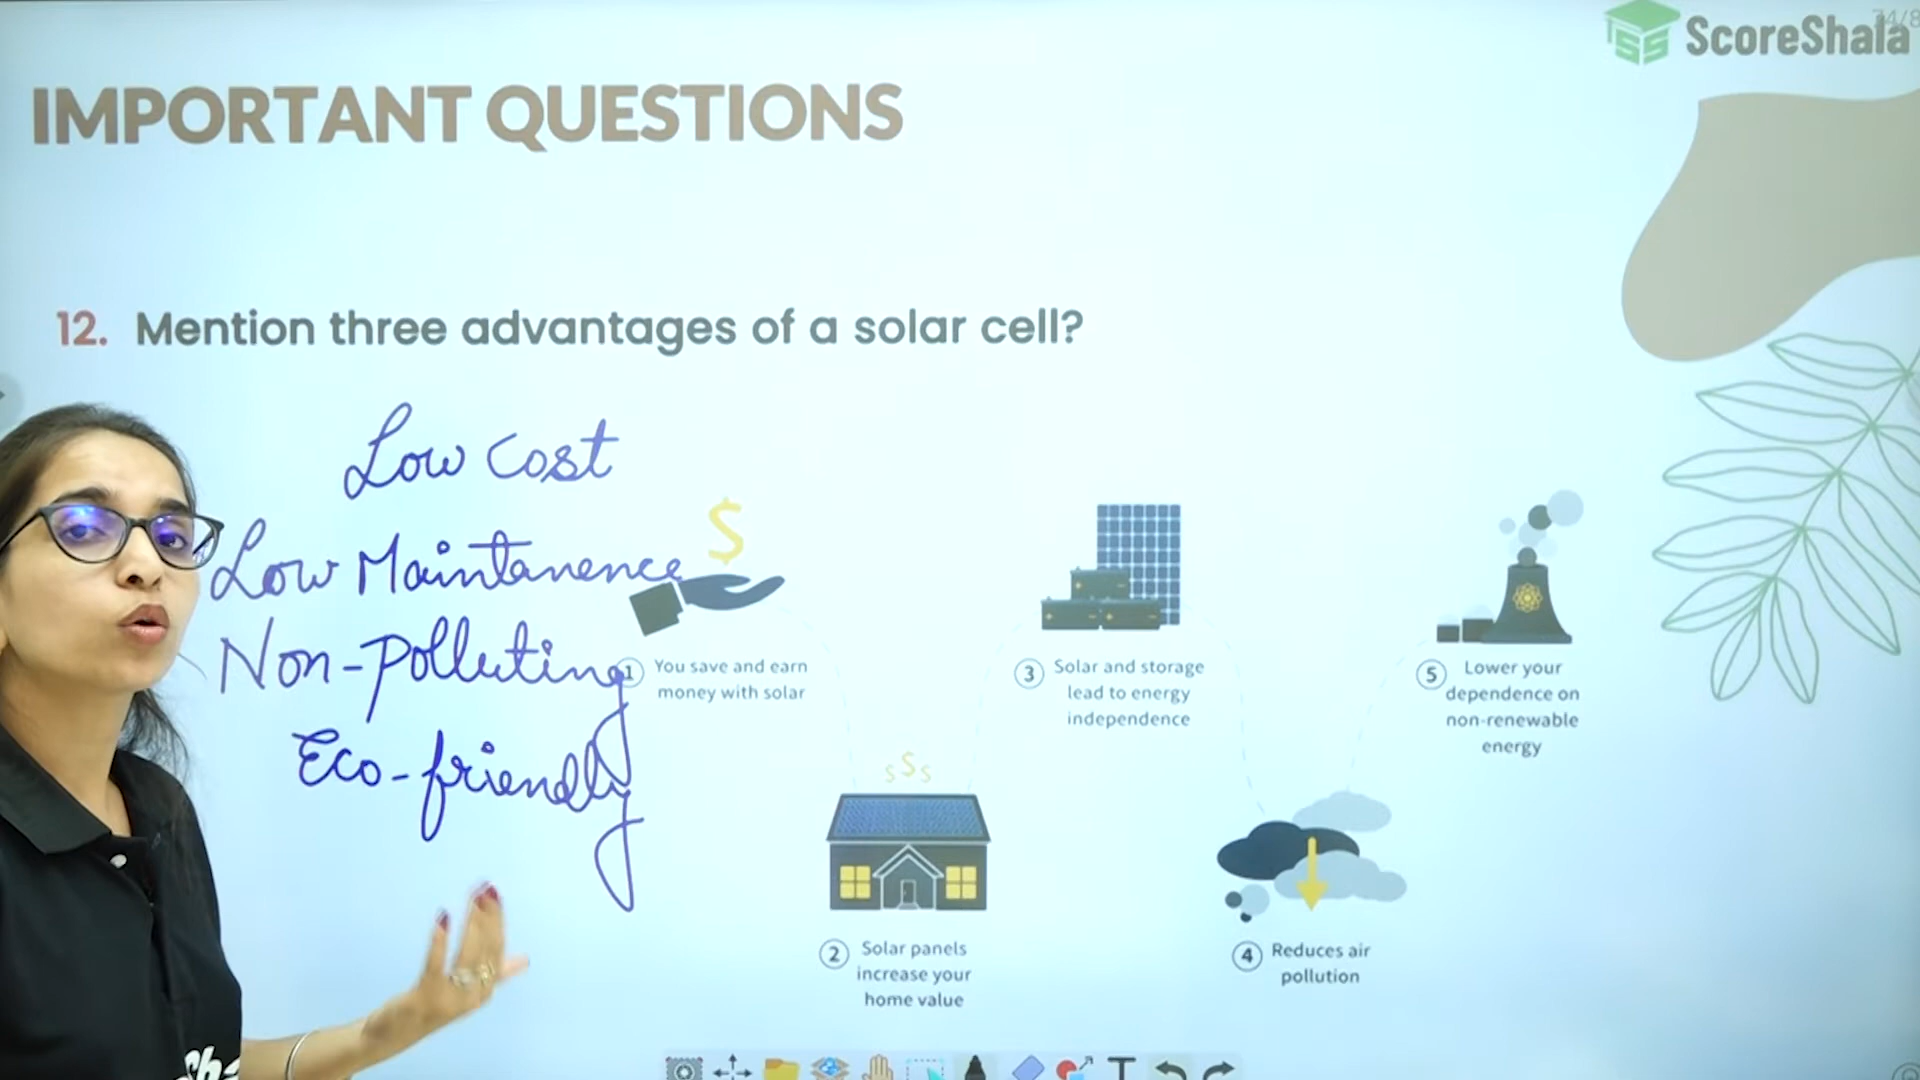 ScoreShala
IMPORTANT QUESTIONS
12. Mention three advantages of a solar cell?
Low Cost
Low Maintanence
Non-Polluting
Eco-friendly
$
1 You save and earn
money with solar
3 Solar and storage
lead to energy
independence
5 Lower your
dependence on
non-renewable
energy
$ $ $
2 Solar panels
increase your
home value
4 Reduces air
pollution